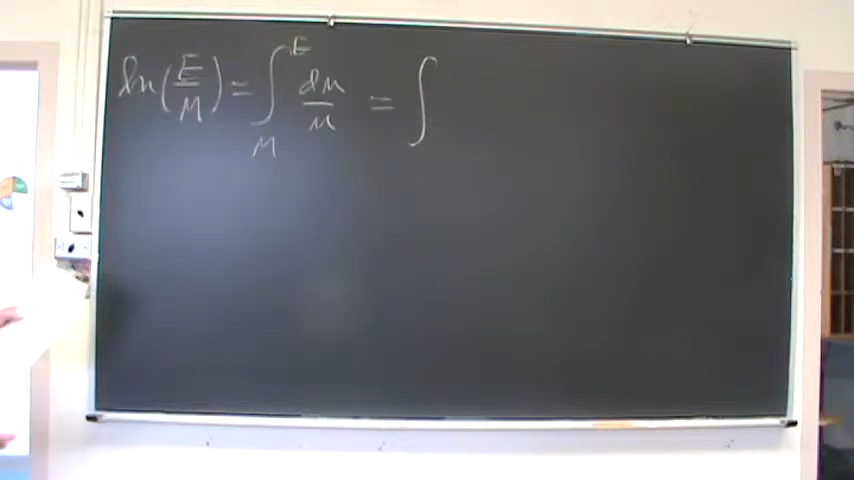 ln(E/M) = ∫_M^E dμ/μ = ∫